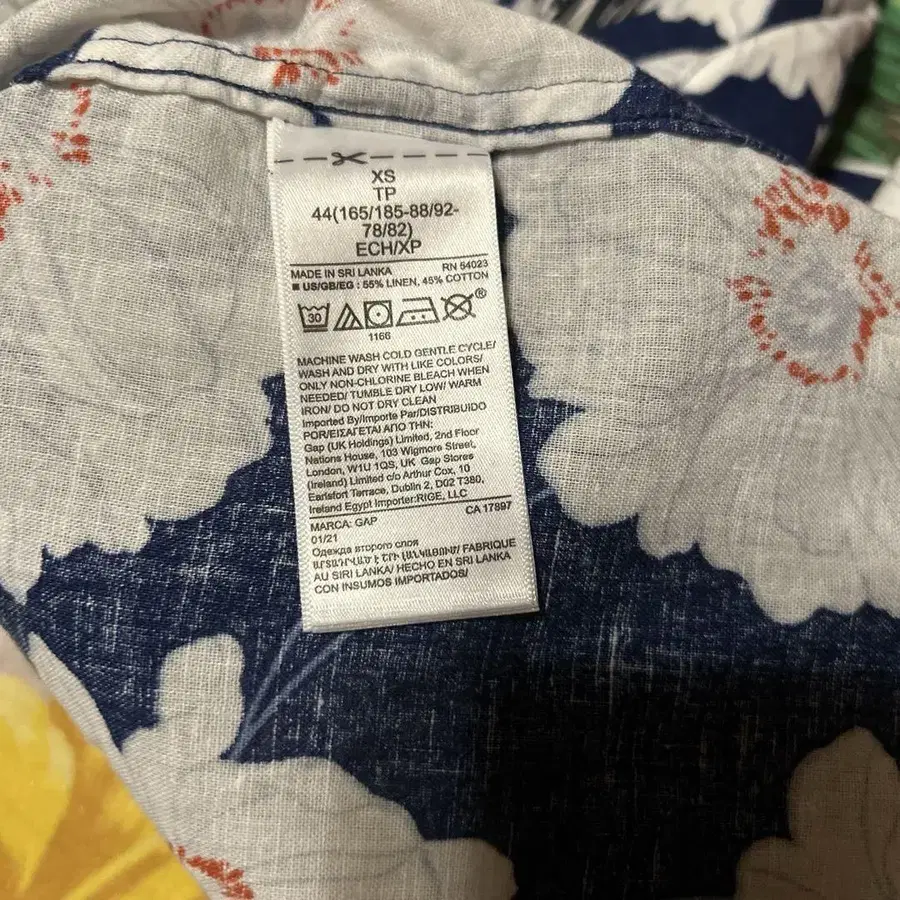 XS
TP
44(165/185-88/92-
78/82)
ECH/XP
MADE IN SRI LANKA RN 54023
■ US/GB/EG : 55% LINEN, 45% COTTON
30 ®
1166
MACHINE WASH COLD GENTLE CYCLE/
WASH AND DRY WITH LIKE COLORS/
ONLY NON-CHLORINE BLEACH WHEN
NEEDED/ TUMBLE DRY LOW/ WARM
IRON/ DO NOT DRY CLEAN
Imported By/Importe Par/DISTRIBUIDO
POR/ΕΙΣΑΓΕΤΑΙ ΑΠΟ ΤΗΝ:
Gap (UK Holdings) Limited, 2nd Floor
Nations House, 103 Wigmore Street,
London, W1U 1QS, UK Gap Stores
(Ireland) Limited c/o Arthur Cox, 10
Earlsfort Terrace, Dublin 2, D02 T380,
Ireland Egypt Importer:RIGE, LLC
MARCA: GAP CA 17897
01/21
Одежда второго слоя
FABRIQUE
AU SIRI LANKA/ HECHO EN SRI LANKA
CON INSUMOS IMPORTADOS/